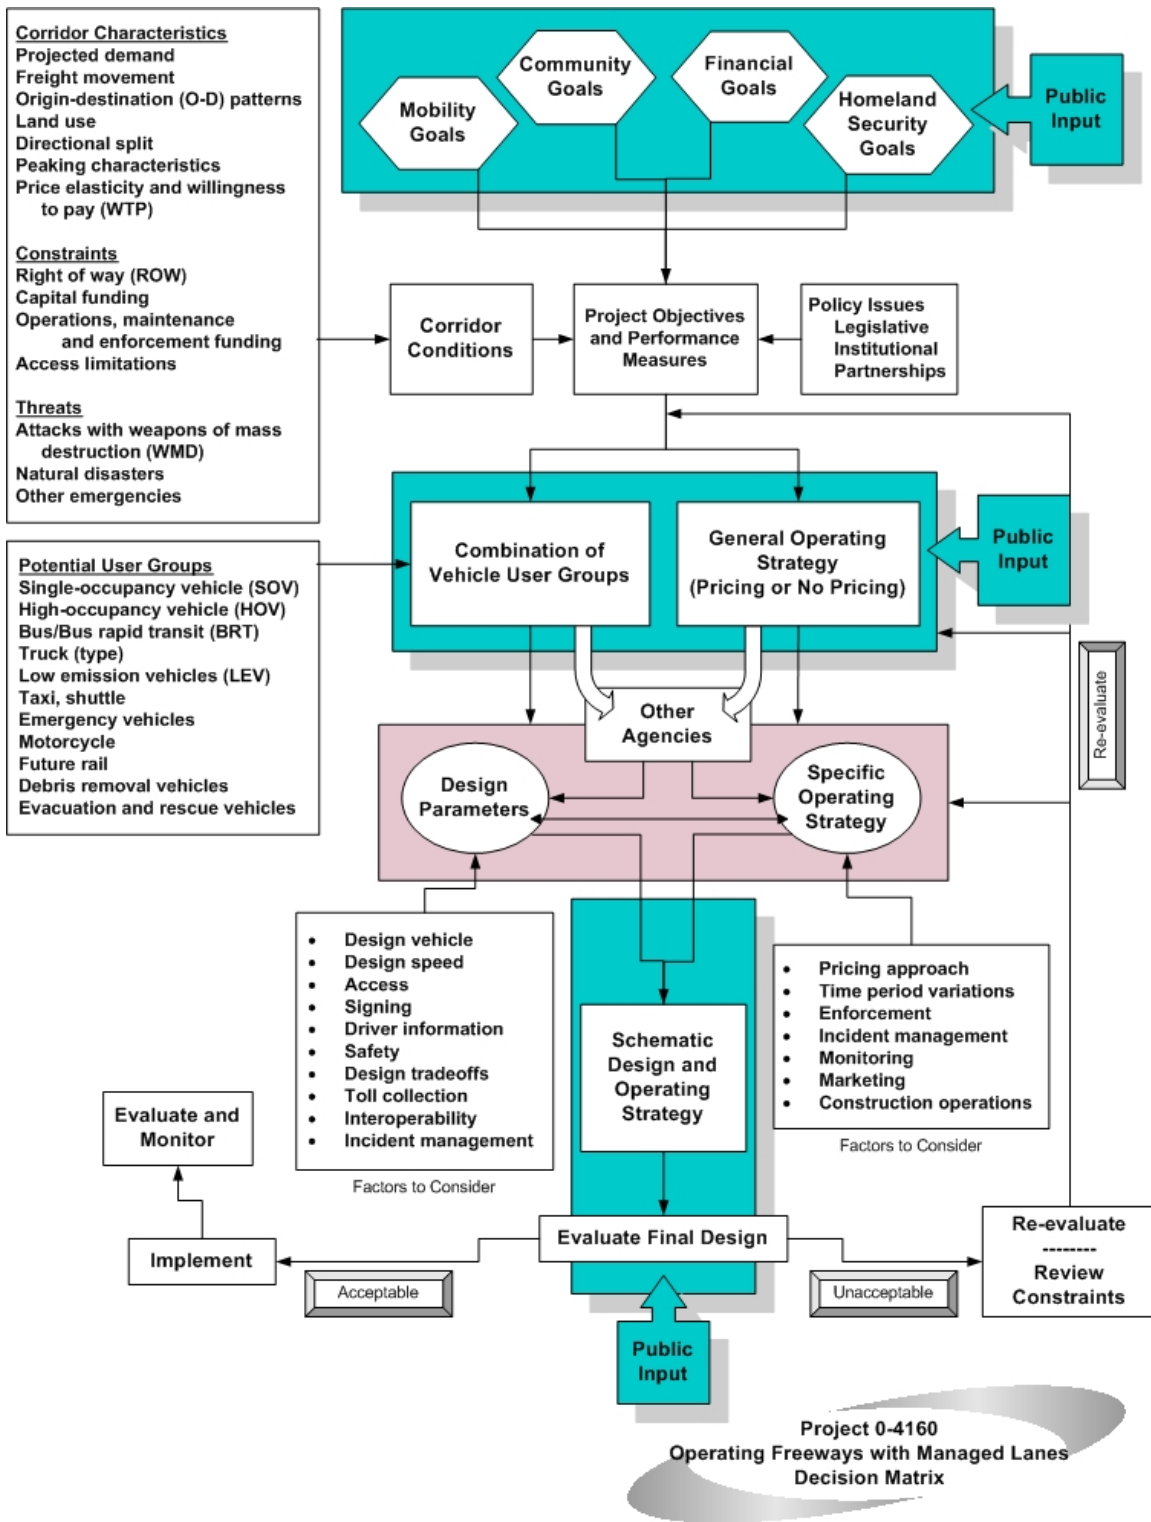 Corridor Characteristics
Projected demand
Freight movement
Origin-destination (O-D) patterns
Land use
Directional split
Peaking characteristics
Price elasticity and willingness
to pay (WTP)
Constraints
Right of way (ROW)
Capital funding
Operations, maintenance
and enforcement funding
Access limitations
Threats
Attacks with weapons of mass
destruction (WMD)
Natural disasters
Other emergencies
Mobility
Goals
Community
Goals
Financial
Goals
Homeland
Security
Goals
Public
Input
Corridor
Conditions
Project Objectives
and Performance
Measures
Policy Issues
Legislative
Institutional
Partnerships
Potential User Groups
Single-occupancy vehicle (SOV)
High-occupancy vehicle (HOV)
Bus/Bus rapid transit (BRT)
Truck (type)
Low emission vehicles (LEV)
Taxi, shuttle
Emergency vehicles
Motorcycle
Future rail
Debris removal vehicles
Evacuation and rescue vehicles
Combination of
Vehicle User Groups
General Operating
Strategy
(Pricing or No Pricing)
Public
Input
Re-evaluate
Other
Agencies
Design
Parameters
Specific
Operating
Strategy
• Design vehicle
• Design speed
• Access
• Signing
• Driver information
• Safety
• Design tradeoffs
• Toll collection
• Interoperability
• Incident management
Factors to Consider
Schematic
Design and
Operating
Strategy
• Pricing approach
• Time period variations
• Enforcement
• Incident management
• Monitoring
• Marketing
• Construction operations
Factors to Consider
Evaluate and
Monitor
Implement
Acceptable
Evaluate Final Design
Unacceptable
Re-evaluate
--------
Review
Constraints
Public
Input
Project 0-4160
Operating Freeways with Managed Lanes
Decision Matrix